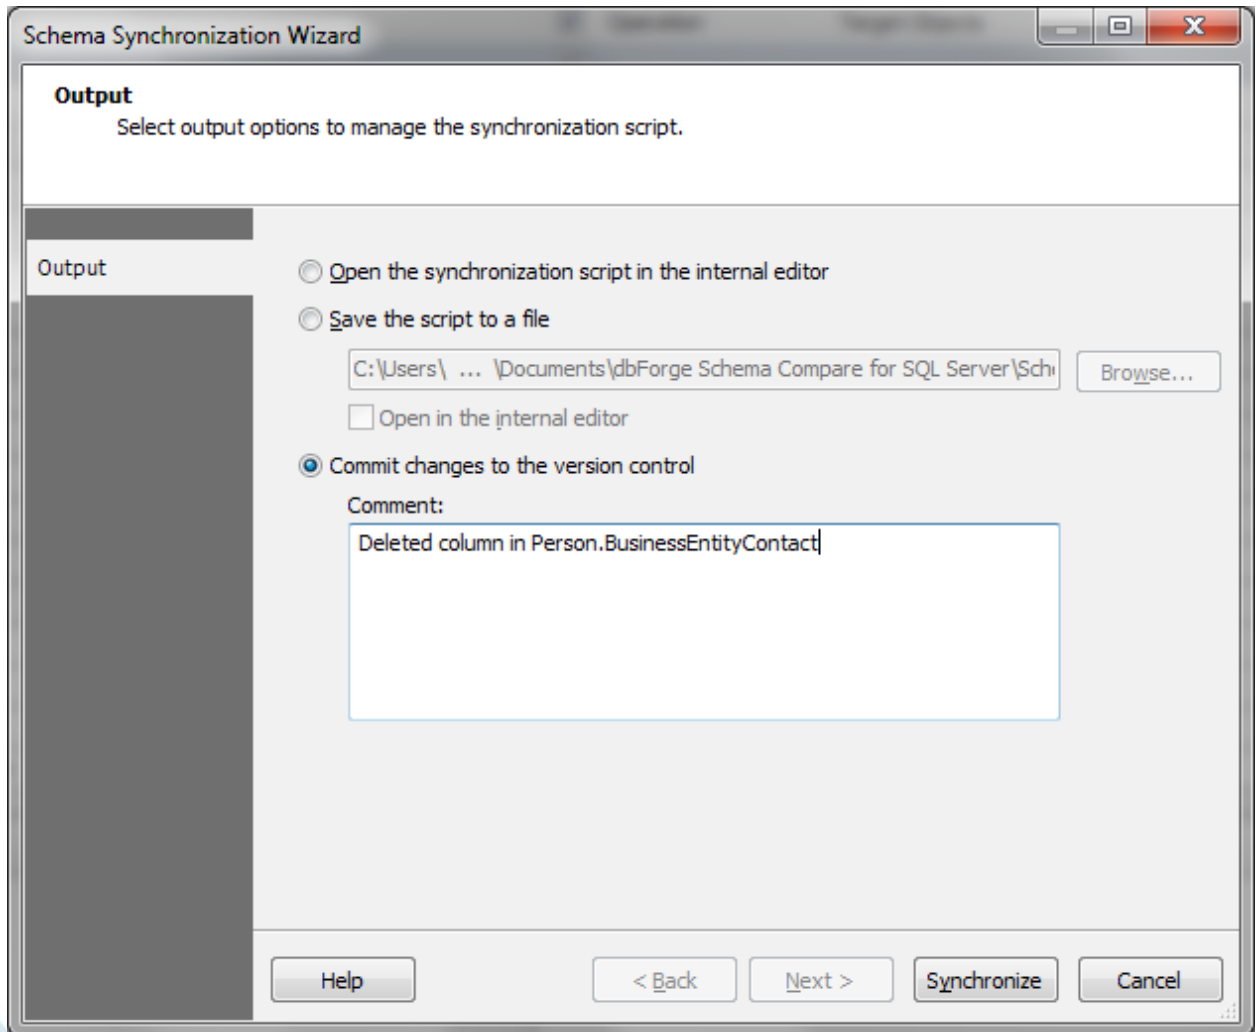 Schema Synchronization Wizard
Output
Select output options to manage the synchronization script.
Output
Open the synchronization script in the internal editor
Save the script to a file
C:\Users\ ... \Documents\dbForge Schema Compare for SQL Server\Sch
Browse...
Open in the internal editor
Commit changes to the version control
Comment:
Deleted column in Person.BusinessEntityContact
Help
< Back
Next >
Synchronize
Cancel